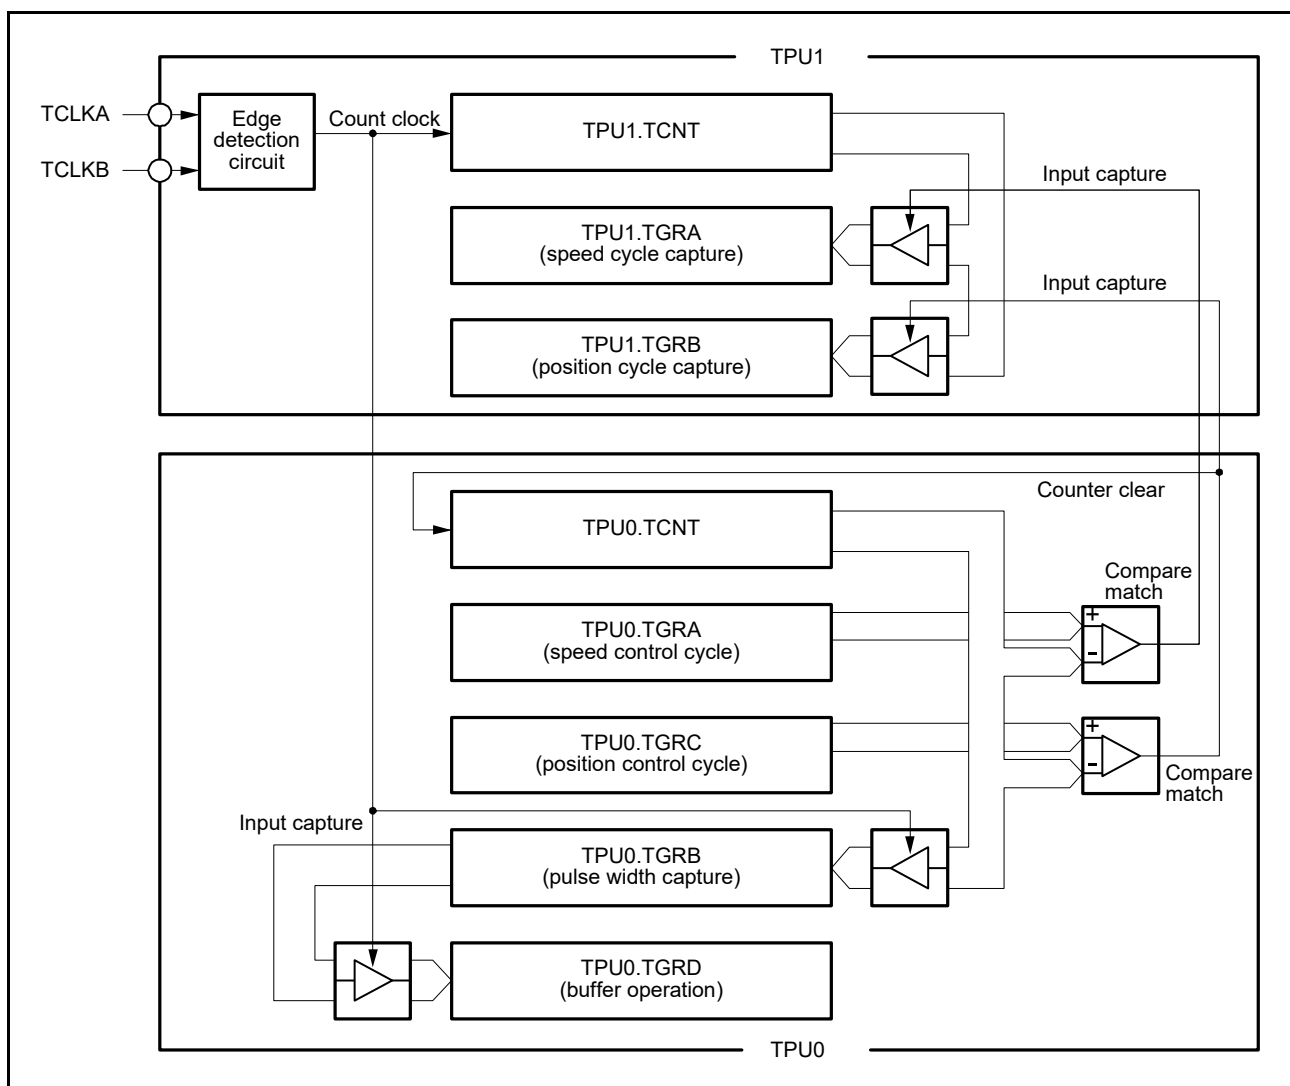 TPU1
TCLKA
TCLKB
Edge
detection
circuit
Count clock
TPU1.TCNT
Input capture
TPU1.TGRA
(speed cycle capture)
Input capture
TPU1.TGRB
(position cycle capture)
Counter clear
TPU0.TCNT
Compare
match
+
-
TPU0.TGRA
(speed control cycle)
TPU0.TGRC
(position control cycle)
+
-
Compare
match
Input capture
TPU0.TGRB
(pulse width capture)
TPU0.TGRD
(buffer operation)
TPU0